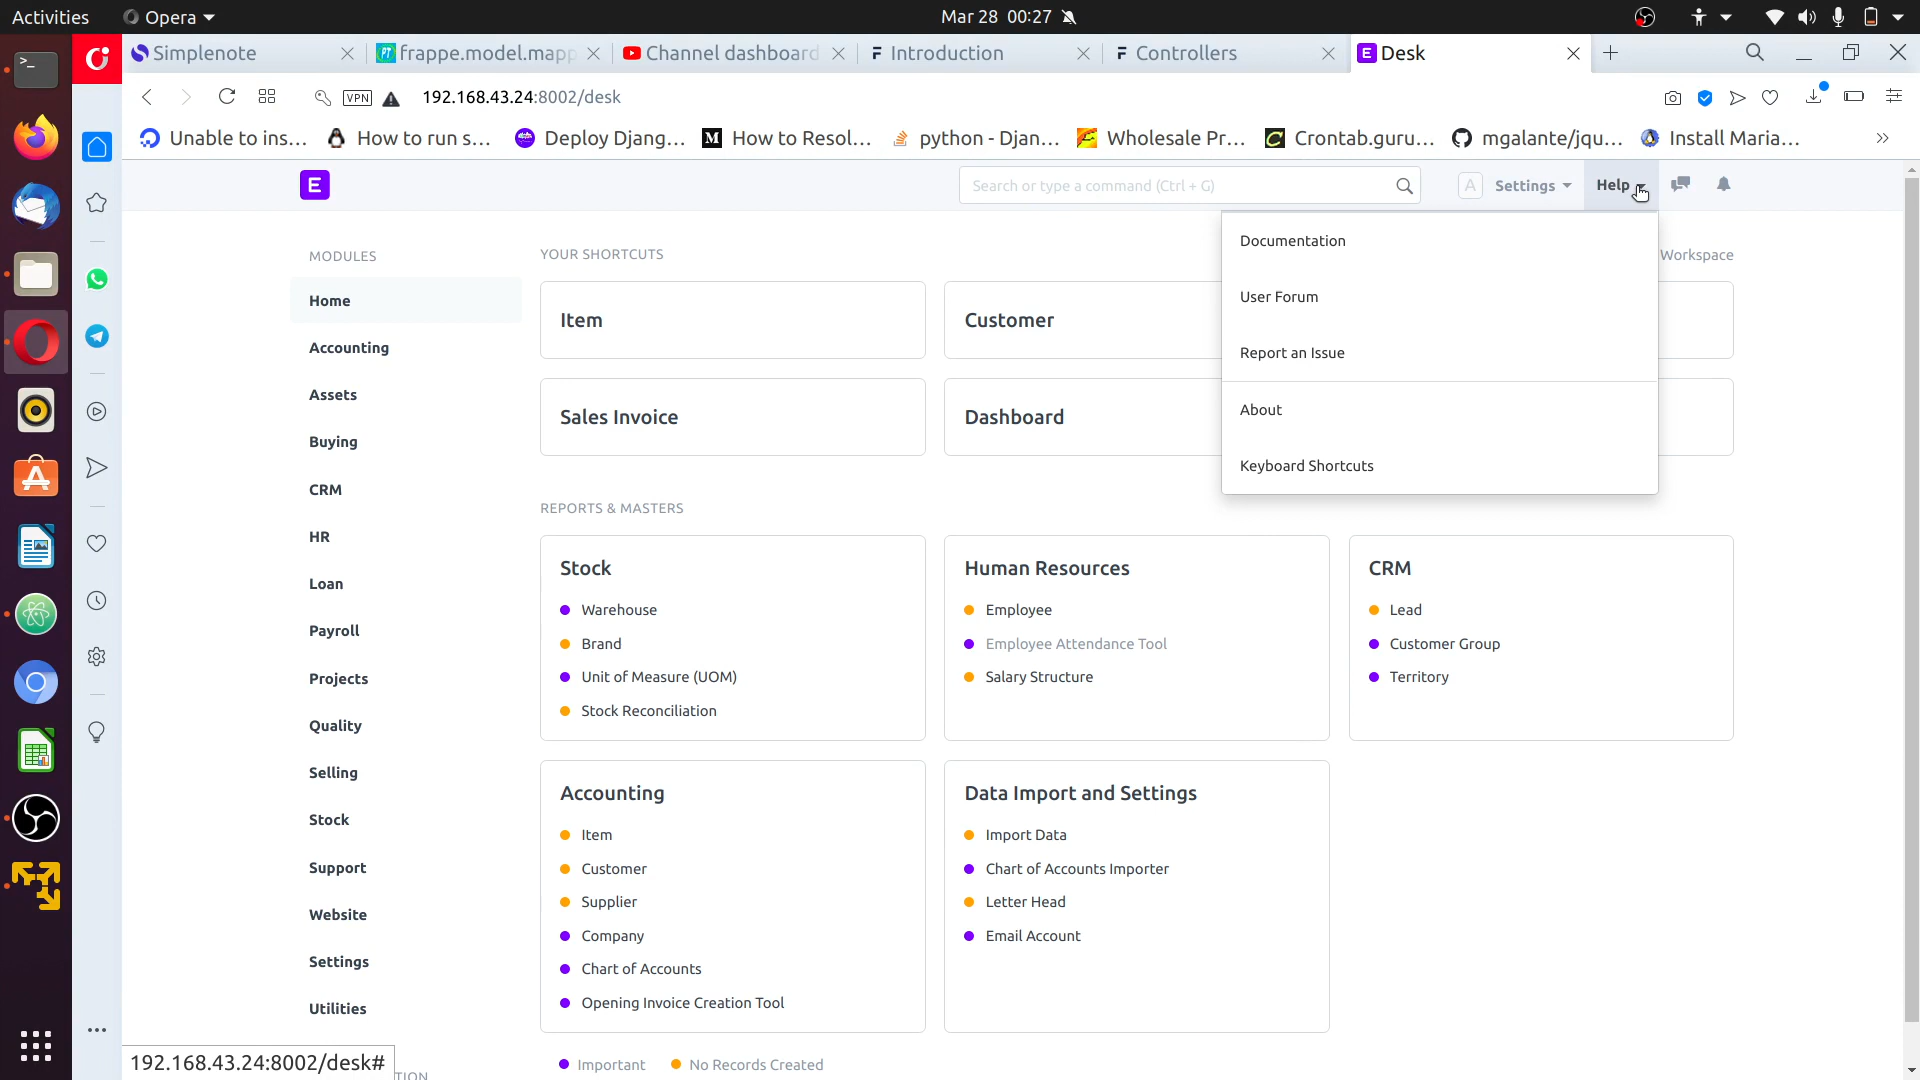 Activities Opera Mar 28 00:27
Simplenote frappe.model.mapp Channel dashboard Introduction Controllers E Desk
VPN 192.168.43.24:8002/desk
Unable to ins... How to run s... Deploy Djang... M How to Resol... python - Djan... Wholesale Pr... Crontab.guru... mgalante/jqu... Install Maria... »
E Search or type a command (Ctrl + G) A Settings Help
MODULES
Home
Accounting
Assets
Buying
CRM
HR
Loan
Payroll
Projects
Quality
Selling
Stock
Support
Website
Settings
Utilities
YOUR SHORTCUTS
Workspace
Item
Customer
Sales Invoice
Dashboard
Documentation
User Forum
Report an Issue
About
Keyboard Shortcuts
REPORTS & MASTERS
Stock
Warehouse
Brand
Unit of Measure (UOM)
Stock Reconciliation
Human Resources
Employee
Employee Attendance Tool
Salary Structure
CRM
Lead
Customer Group
Territory
Accounting
Item
Customer
Supplier
Company
Chart of Accounts
Opening Invoice Creation Tool
Data Import and Settings
Import Data
Chart of Accounts Importer
Letter Head
Email Account
Important No Records Created
192.168.43.24:8002/desk#